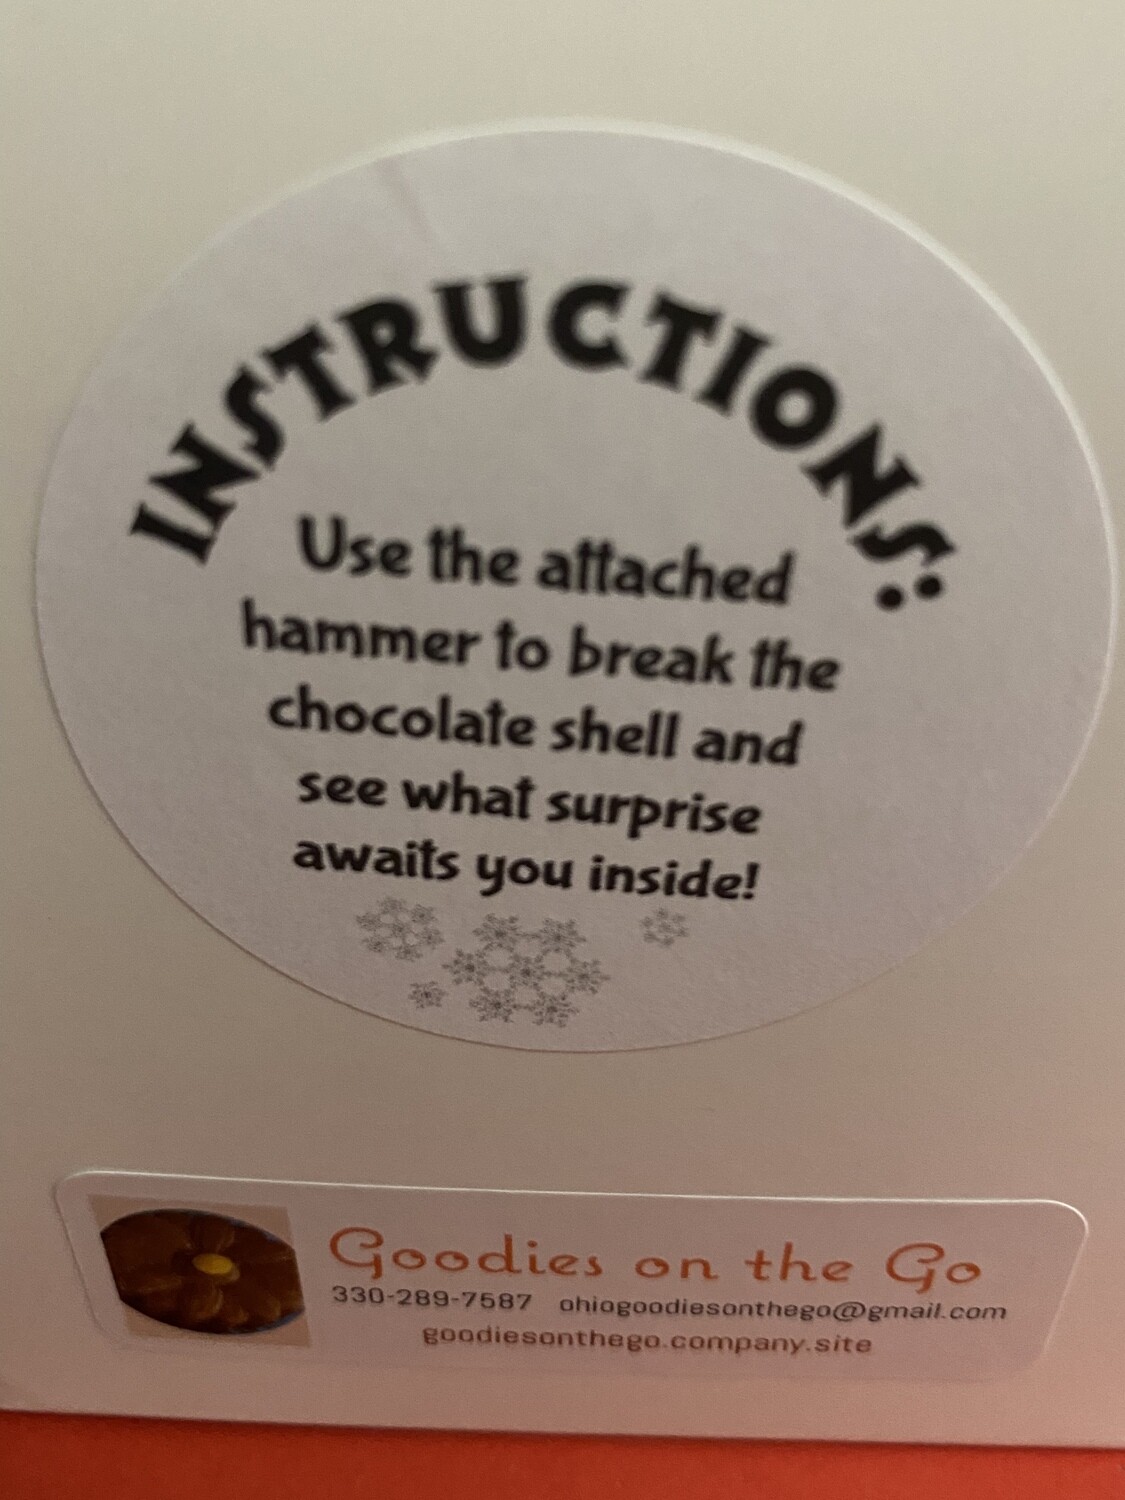 INSTRUCTIONS:
Use the attached
hammer to break the
chocolate shell and
see what surprise
awaits you inside!
Goodies on the Go
330-289-7587 ohiogoodiesonthego@gmail.com
goodiesonthego.company.site